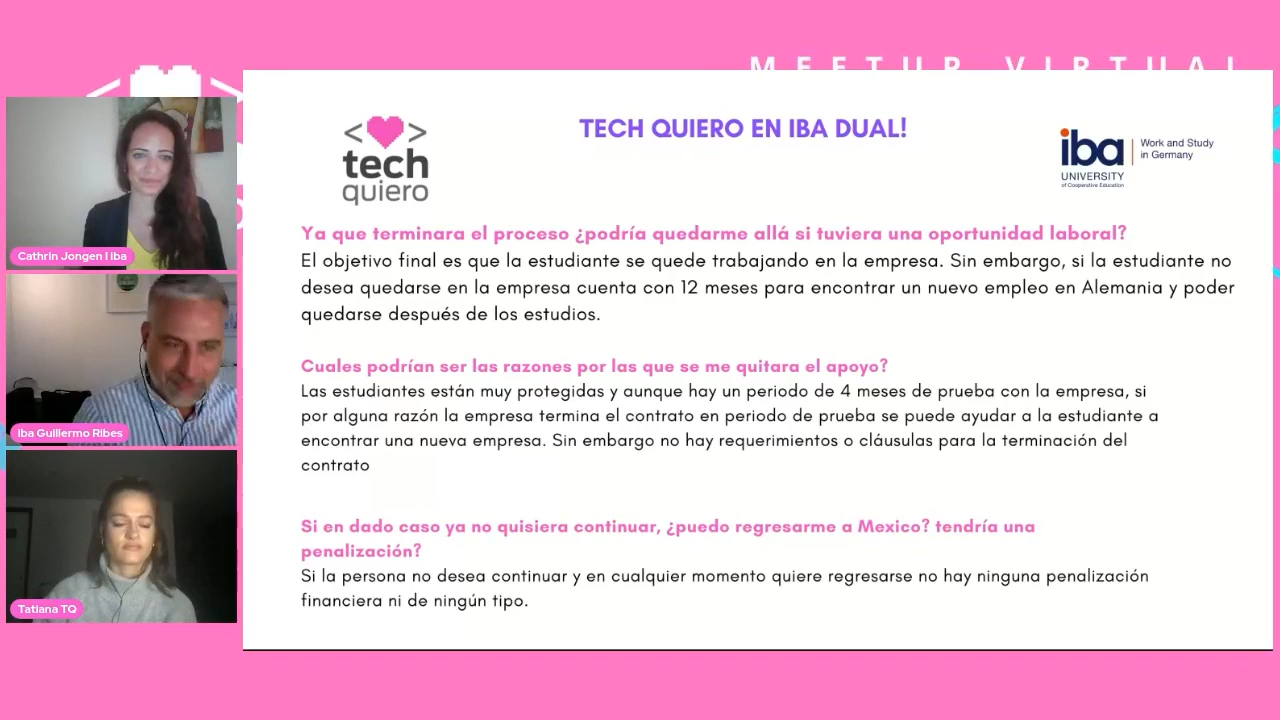 MEETUP VIRTUAL
TECH QUIERO EN IBA DUAL!
< >
tech
quiero
iba
UNIVERSITY
of Cooperative Education
Work and Study
in Germany
Ya que terminara el proceso ¿podría quedarme allá si tuviera una oportunidad laboral?
El objetivo final es que la estudiante se quede trabajando en la empresa. Sin embargo, si la estudiante no
desea quedarse en la empresa cuenta con 12 meses para encontrar un nuevo empleo en Alemania y poder
quedarse después de los estudios.
Cuales podrían ser las razones por las que se me quitara el apoyo?
Las estudiantes están muy protegidas y aunque hay un periodo de 4 meses de prueba con la empresa, si
por alguna razón la empresa termina el contrato en periodo de prueba se puede ayudar a la estudiante a
encontrar una nueva empresa. Sin embargo no hay requerimientos o cláusulas para la terminación del
contrato
Si en dado caso ya no quisiera continuar, ¿puedo regresarme a Mexico? tendría una
penalización?
Si la persona no desea continuar y en cualquier momento quiere regresarse no hay ninguna penalización
financiera ni de ningún tipo.
Cathrin Jongen I iba
Iba Guillermo Ribes
Tatiana TQ